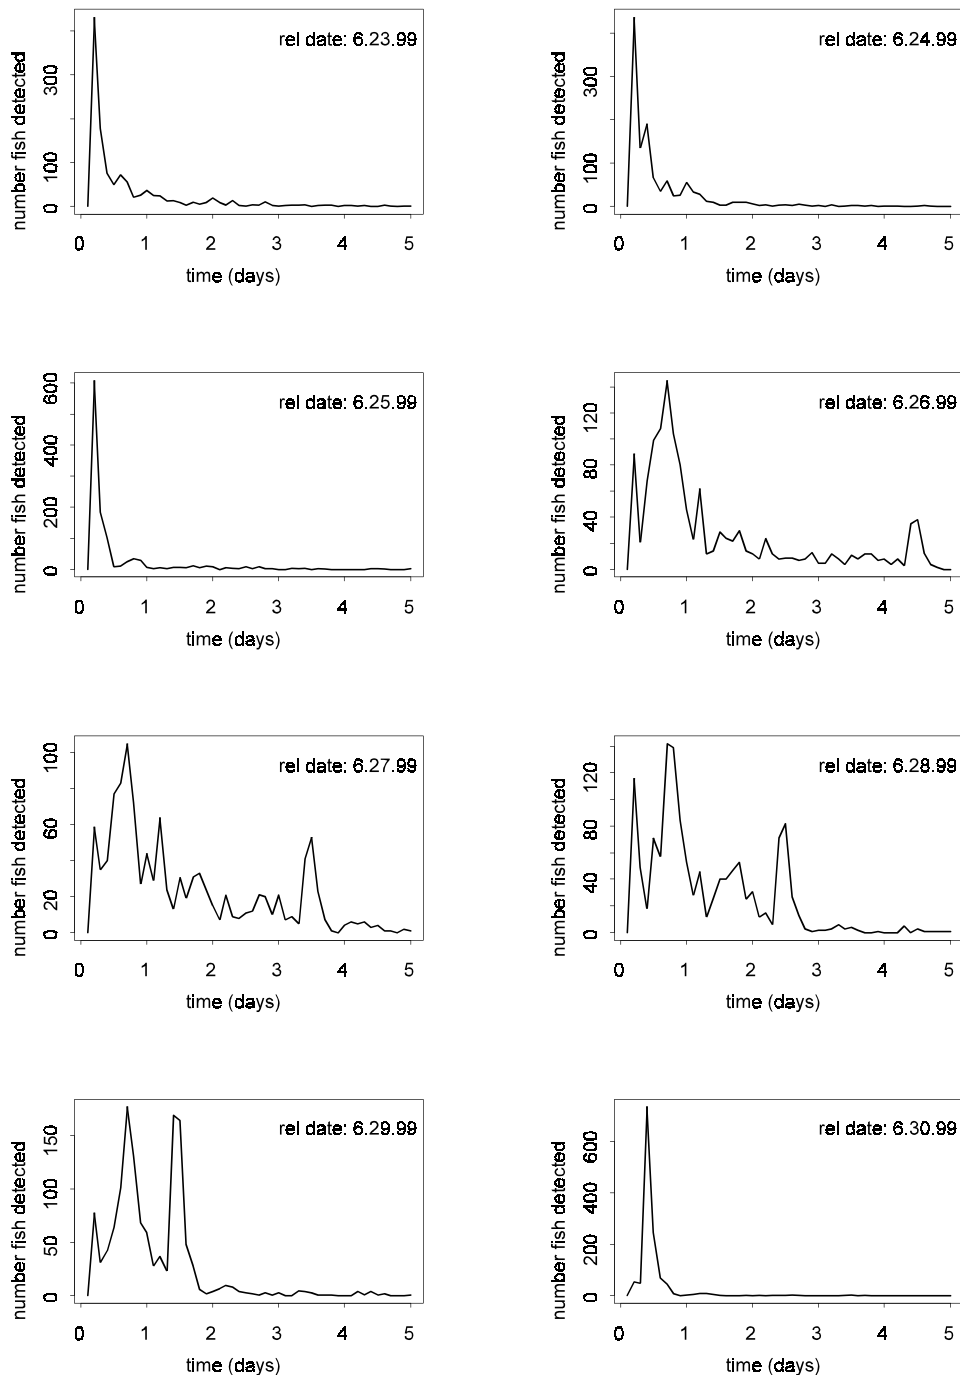 rel date: 6.23.99
number fish detected
0 100 300
0 1 2 3 4 5
time (days)
rel date: 6.24.99
number fish detected
0 100 300
0 1 2 3 4 5
time (days)
rel date: 6.25.99
number fish detected
0 200 400 600
0 1 2 3 4 5
time (days)
rel date: 6.26.99
number fish detected
0 40 80 120
0 1 2 3 4 5
time (days)
rel date: 6.27.99
number fish detected
0 20 60 100
0 1 2 3 4 5
time (days)
rel date: 6.28.99
number fish detected
0 40 80 120
0 1 2 3 4 5
time (days)
rel date: 6.29.99
number fish detected
0 50 100 150
0 1 2 3 4 5
time (days)
rel date: 6.30.99
number fish detected
0 200 400 600
0 1 2 3 4 5
time (days)